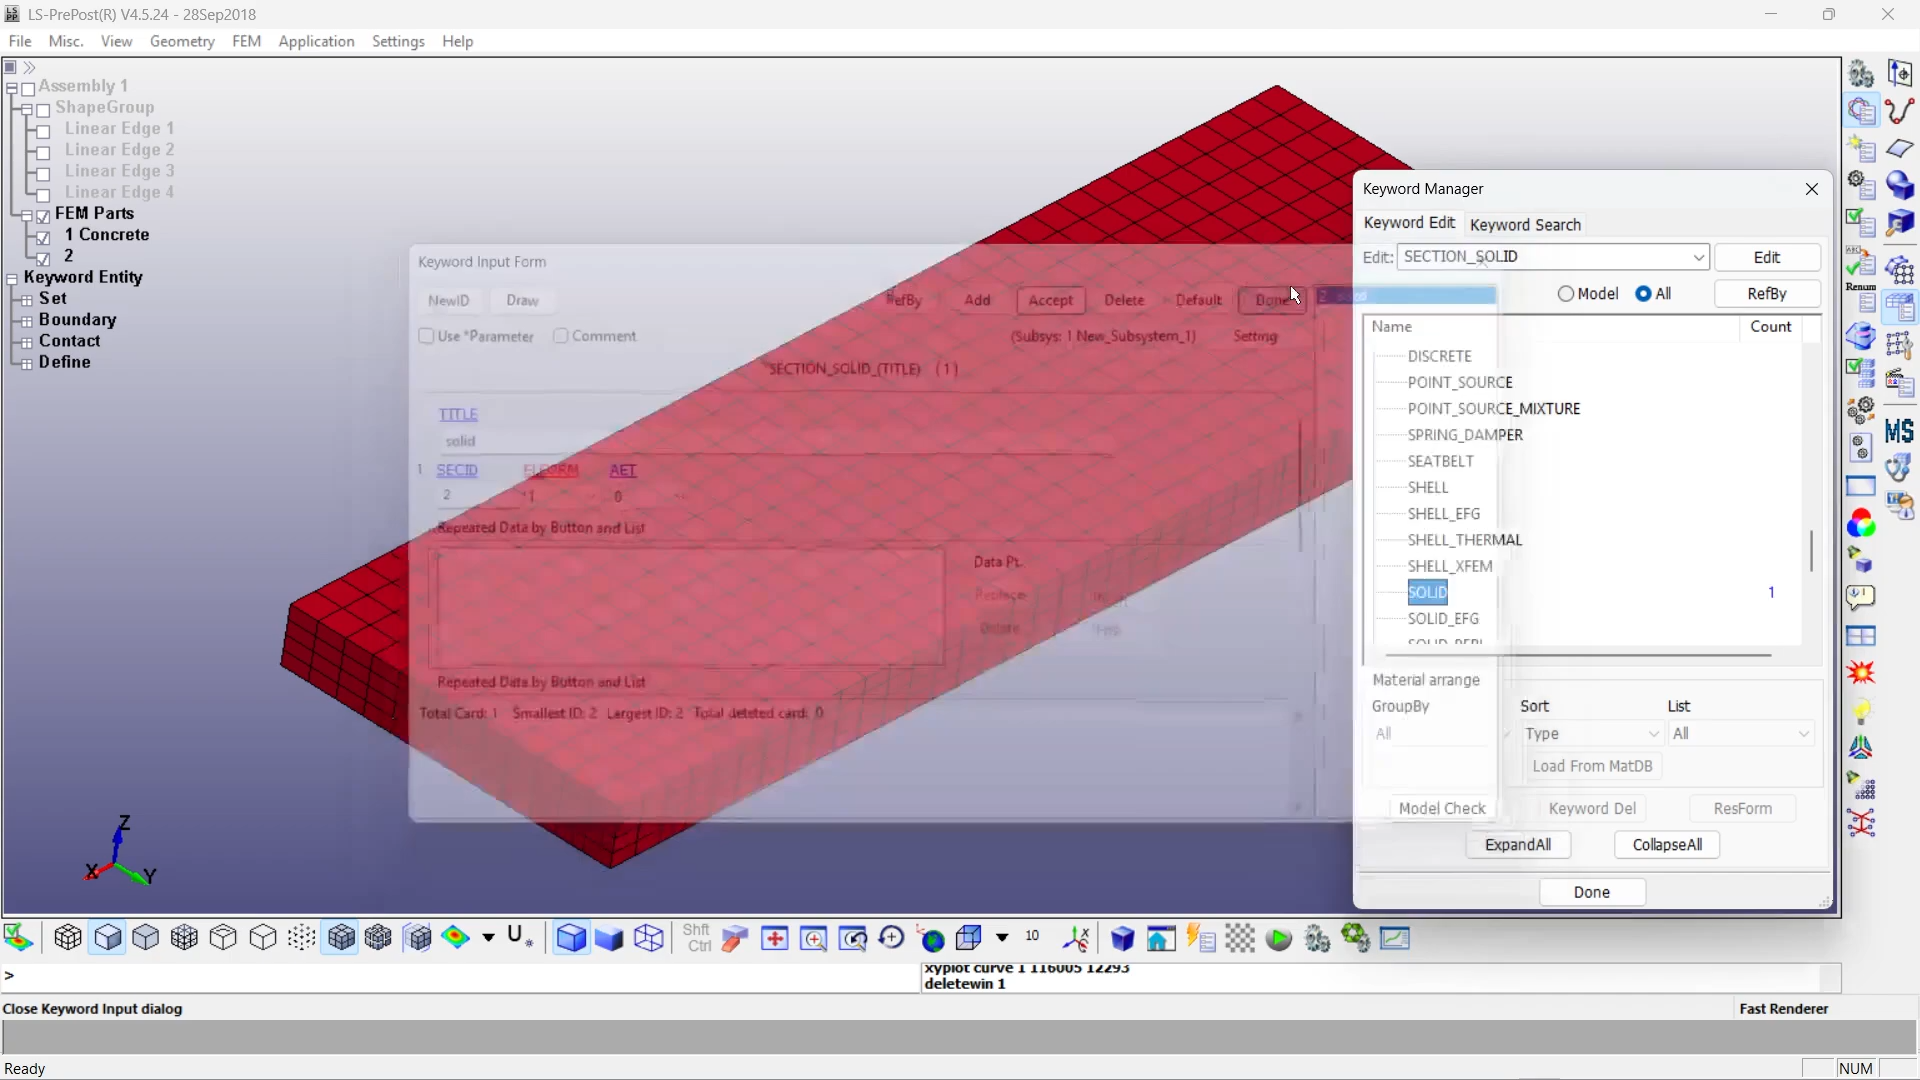 LS-PrePost(R) V4.5.24 - 28Sep2018
File Misc. View Geometry FEM Application Settings Help
Assembly 1
ShapeGroup
Linear Edge 1
Linear Edge 2
Linear Edge 3
Linear Edge 4
FEM Parts
1 Concrete
2
Keyword Entity
Set
Boundary
Contact
Define
Keyword Input Form
NewID Draw RefBy Add Accept Delete Default Done
Use *Parameter Comment (Subsys: 1 New_Subsystem_1) Setting
*SECTION_SOLID_(TITLE) (1)
TITLE
solid
1 SECID ELFORM AET
2 1 0
Repeated Data by Button and List
Data Pt.
Replace Insert
Delete Help
Repeated Data by Button and List
Total Card: 1 Smallest ID: 2 Largest ID: 2 Total deleted card: 0
2 solid
Keyword Manager
Keyword Edit Keyword Search
Edit: SECTION_SOLID Edit
Model All RefBy
Name Count
DISCRETE
POINT_SOURCE
POINT_SOURCE_MIXTURE
SPRING_DAMPER
SEATBELT
SHELL
SHELL_EFG
SHELL_THERMAL
SHELL_XFEM
SOLID 1
SOLID_EFG
Material arrange
GroupBy Sort List
All Type All
Load From MatDB
Model Check Keyword Del ResForm
ExpandAll CollapseAll
Done
Z
X Y
Renum
MS
Shft
Ctrl
10
>
xyplot curve 1 116005 12293
deletewin 1
Close Keyword Input dialog Fast Renderer
Ready NUM